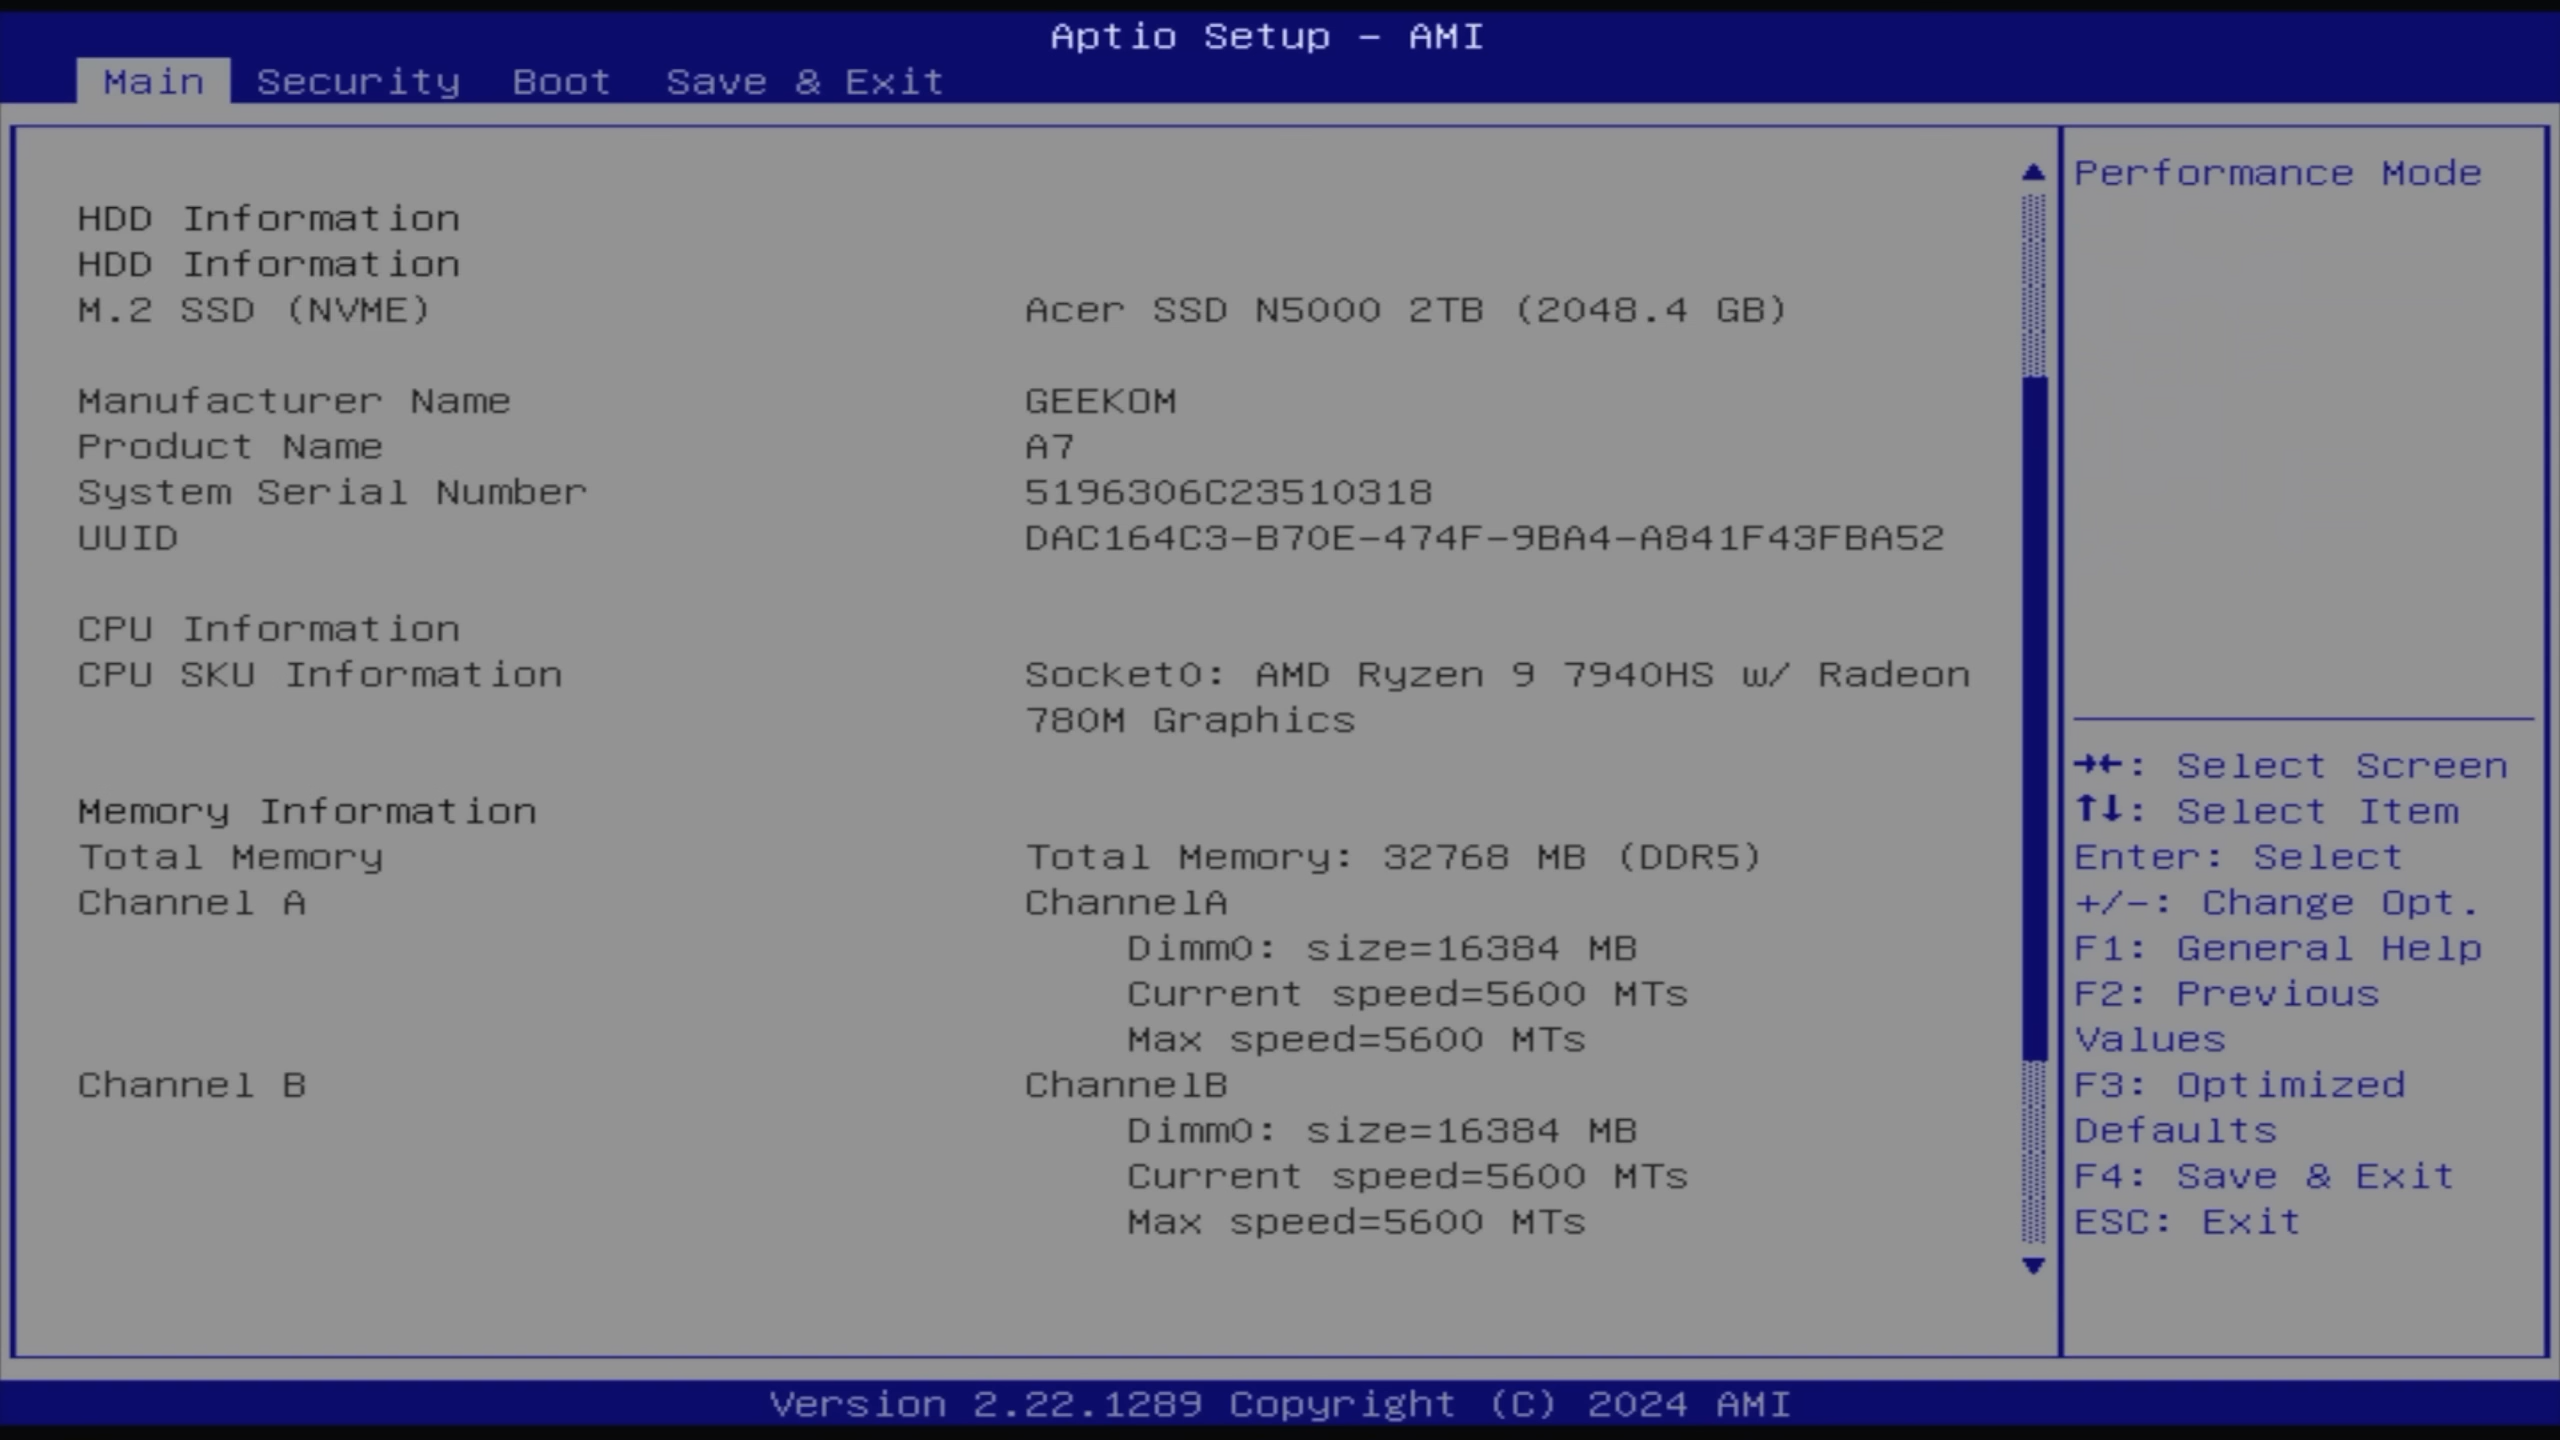 Aptio Setup – AMI
Main Security Boot Save & Exit
Performance Mode
HDD Information
HDD Information
M.2 SSD (NVME) Acer SSD N5000 2TB (2048.4 GB)
Manufacturer Name GEEKOM
Product Name A7
System Serial Number 5196306C23510318
UUID DAC164C3-B70E-474F-9BA4-A841F43FBA52
CPU Information
CPU SKU Information Socket0: AMD Ryzen 9 7940HS w/ Radeon
780M Graphics
Memory Information
Total Memory Total Memory: 32768 MB (DDR5)
Channel A ChannelA
Dimm0: size=16384 MB
Current speed=5600 MTs
Max speed=5600 MTs
Channel B ChannelB
Dimm0: size=16384 MB
Current speed=5600 MTs
Max speed=5600 MTs
→←: Select Screen
↑↓: Select Item
Enter: Select
+/-: Change Opt.
F1: General Help
F2: Previous
Values
F3: Optimized
Defaults
F4: Save & Exit
ESC: Exit
Version 2.22.1289 Copyright (C) 2024 AMI